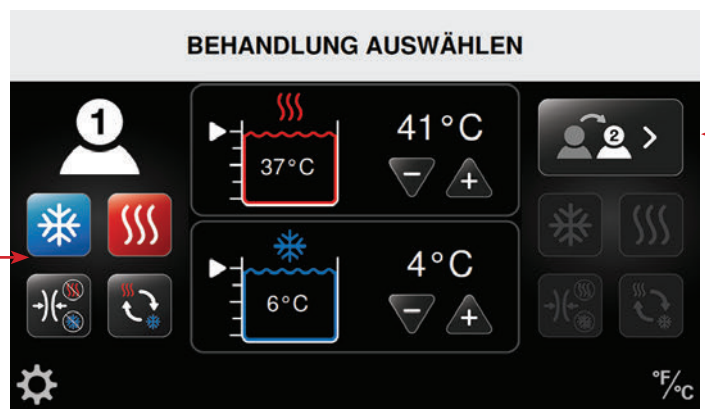 BEHANDLUNG AUSWÄHLEN
1
37°C
41°C
− +
2 >
6°C
4°C
− +
°F/°C